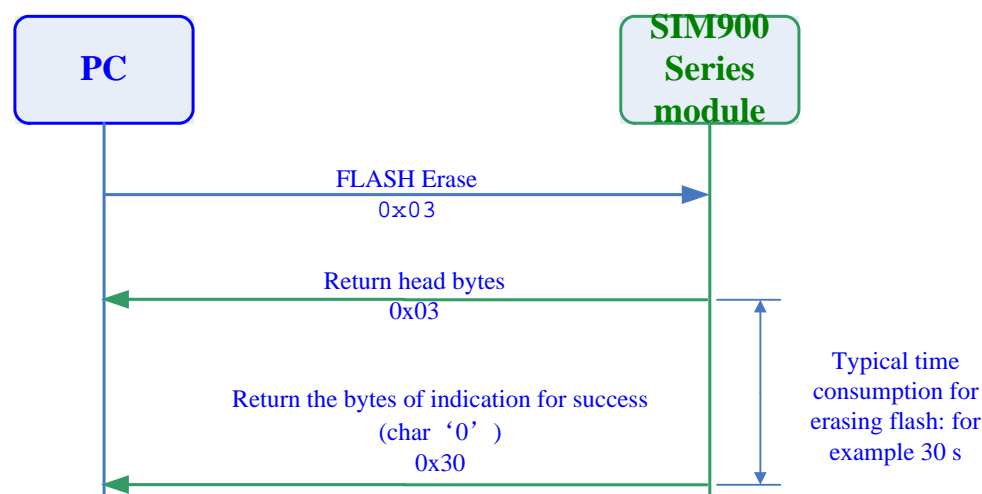 PC
SIM900
Series
module
FLASH Erase
0x03
Return head bytes
0x03
Return the bytes of indication for success
(char ‘0’ )
0x30
Typical time
consumption for
erasing flash: for
example 30 s